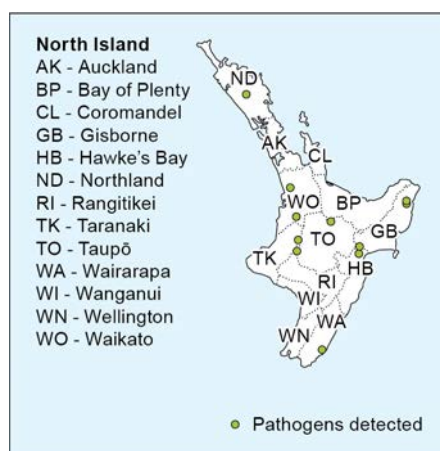 North Island
AK - Auckland
BP - Bay of Plenty
CL - Coromandel
GB - Gisborne
HB - Hawke's Bay
ND - Northland
RI - Rangitikei
TK - Taranaki
TO - Taupō
WA - Wairarapa
WI - Wanganui
WN - Wellington
WO - Waikato
ND
AK
CL
WO
BP
TO
GB
TK
HB
RI
WI
WN
WA
Pathogens detected